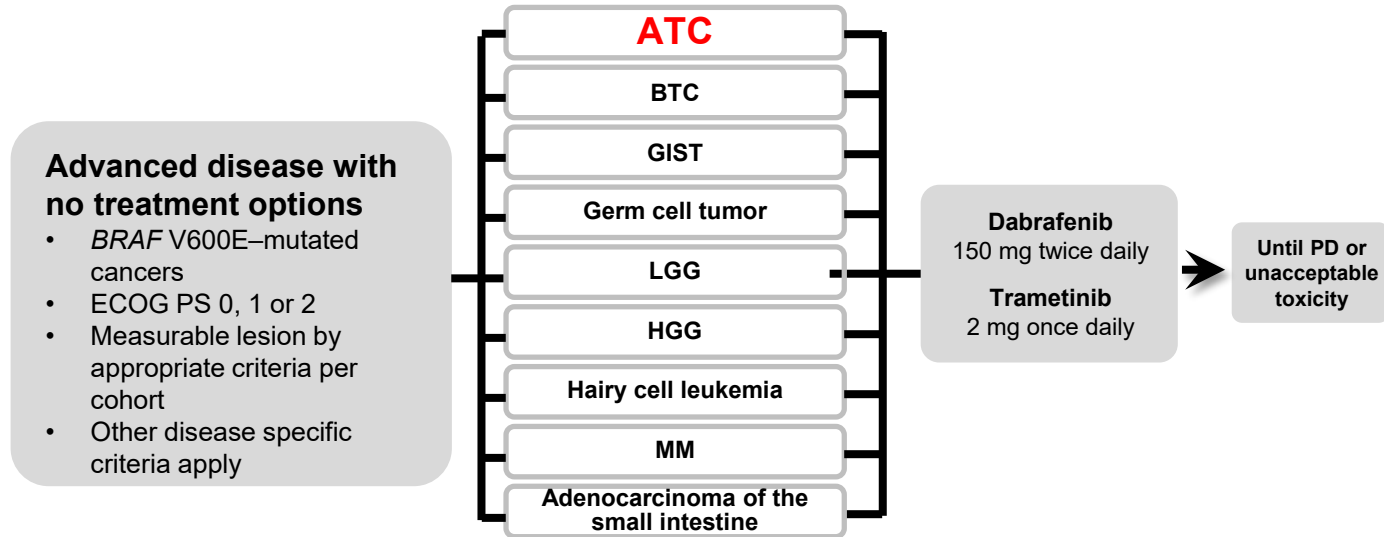 Advanced disease with
no treatment options
• BRAF V600E–mutated
cancers
• ECOG PS 0, 1 or 2
• Measurable lesion by
appropriate criteria per
cohort
• Other disease specific
criteria apply
ATC
BTC
GIST
Germ cell tumor
LGG
HGG
Hairy cell leukemia
MM
Adenocarcinoma of the
small intestine
Dabrafenib
150 mg twice daily
Trametinib
2 mg once daily
Until PD or
unacceptable
toxicity